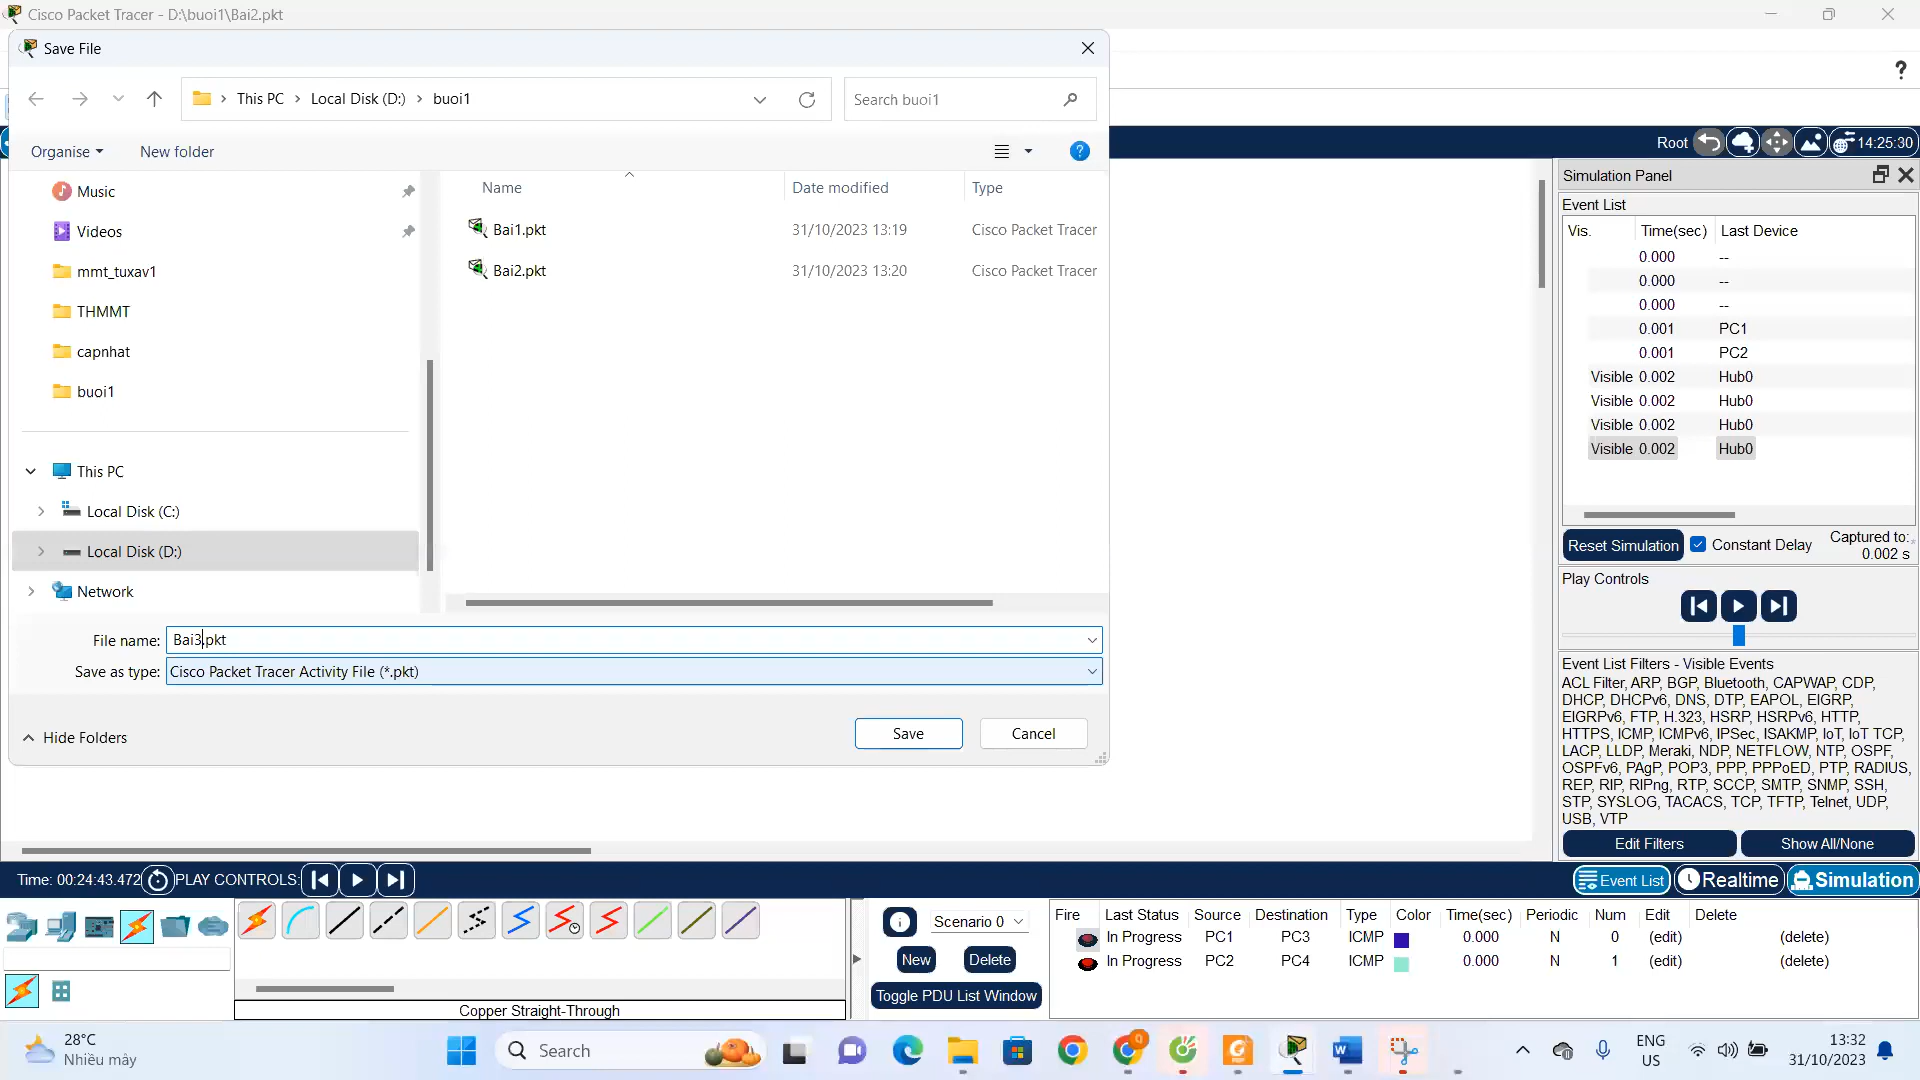 Cisco Packet Tracer - D:\buoi1\Bai2.pkt
Save File
This PC
Local Disk (D:)
buoi1
Search buoi1
Organise
New folder
?
?
Root
14:25:30
Name
Date modified
Type
Music
Videos
mmt_tuxav1
THMMT
capnhat
buoi1
Bai1.pkt 31/10/2023 13:19 Cisco Packet Tracer
Bai2.pkt 31/10/2023 13:20 Cisco Packet Tracer
This PC
Local Disk (C:)
Local Disk (D:)
Network
File name: Bai3.pkt
Save as type: Cisco Packet Tracer Activity File (*.pkt)
Hide Folders
Save
Cancel
Simulation Panel
Event List
Vis. Time(sec) Last Device
0.000 --
0.000 --
0.000 --
0.001 PC1
0.001 PC2
Visible 0.002 Hub0
Visible 0.002 Hub0
Visible 0.002 Hub0
Visible 0.002 Hub0
Reset Simulation
Constant Delay
Captured to:
0.002 s
Play Controls
Event List Filters - Visible Events
ACL Filter, ARP, BGP, Bluetooth, CAPWAP, CDP,
DHCP, DHCPv6, DNS, DTP, EAPOL, EIGRP,
EIGRPv6, FTP, H.323, HSRP, HSRPv6, HTTP,
HTTPS, ICMP, ICMPv6, IPSec, ISAKMP, IoT, IoT TCP,
LACP, LLDP, Meraki, NDP, NETFLOW, NTP, OSPF,
OSPFv6, PAgP, POP3, PPP, PPPoED, PTP, RADIUS,
REP, RIP, RIPng, RTP, SCCP, SMTP, SNMP, SSH,
STP, SYSLOG, TACACS, TCP, TFTP, Telnet, UDP,
USB, VTP
Edit Filters
Show All/None
Time: 00:24:43.472
PLAY CONTROLS:
Event List
Realtime
Simulation
Copper Straight-Through
Scenario 0
New
Delete
Toggle PDU List Window
Fire Last Status Source Destination Type Color Time(sec) Periodic Num Edit Delete
In Progress PC1 PC3 ICMP 0.000 N 0 (edit) (delete)
In Progress PC2 PC4 ICMP 0.000 N 1 (edit) (delete)
28°C
Nhiều mây
Search
ENG
US
13:32
31/10/2023